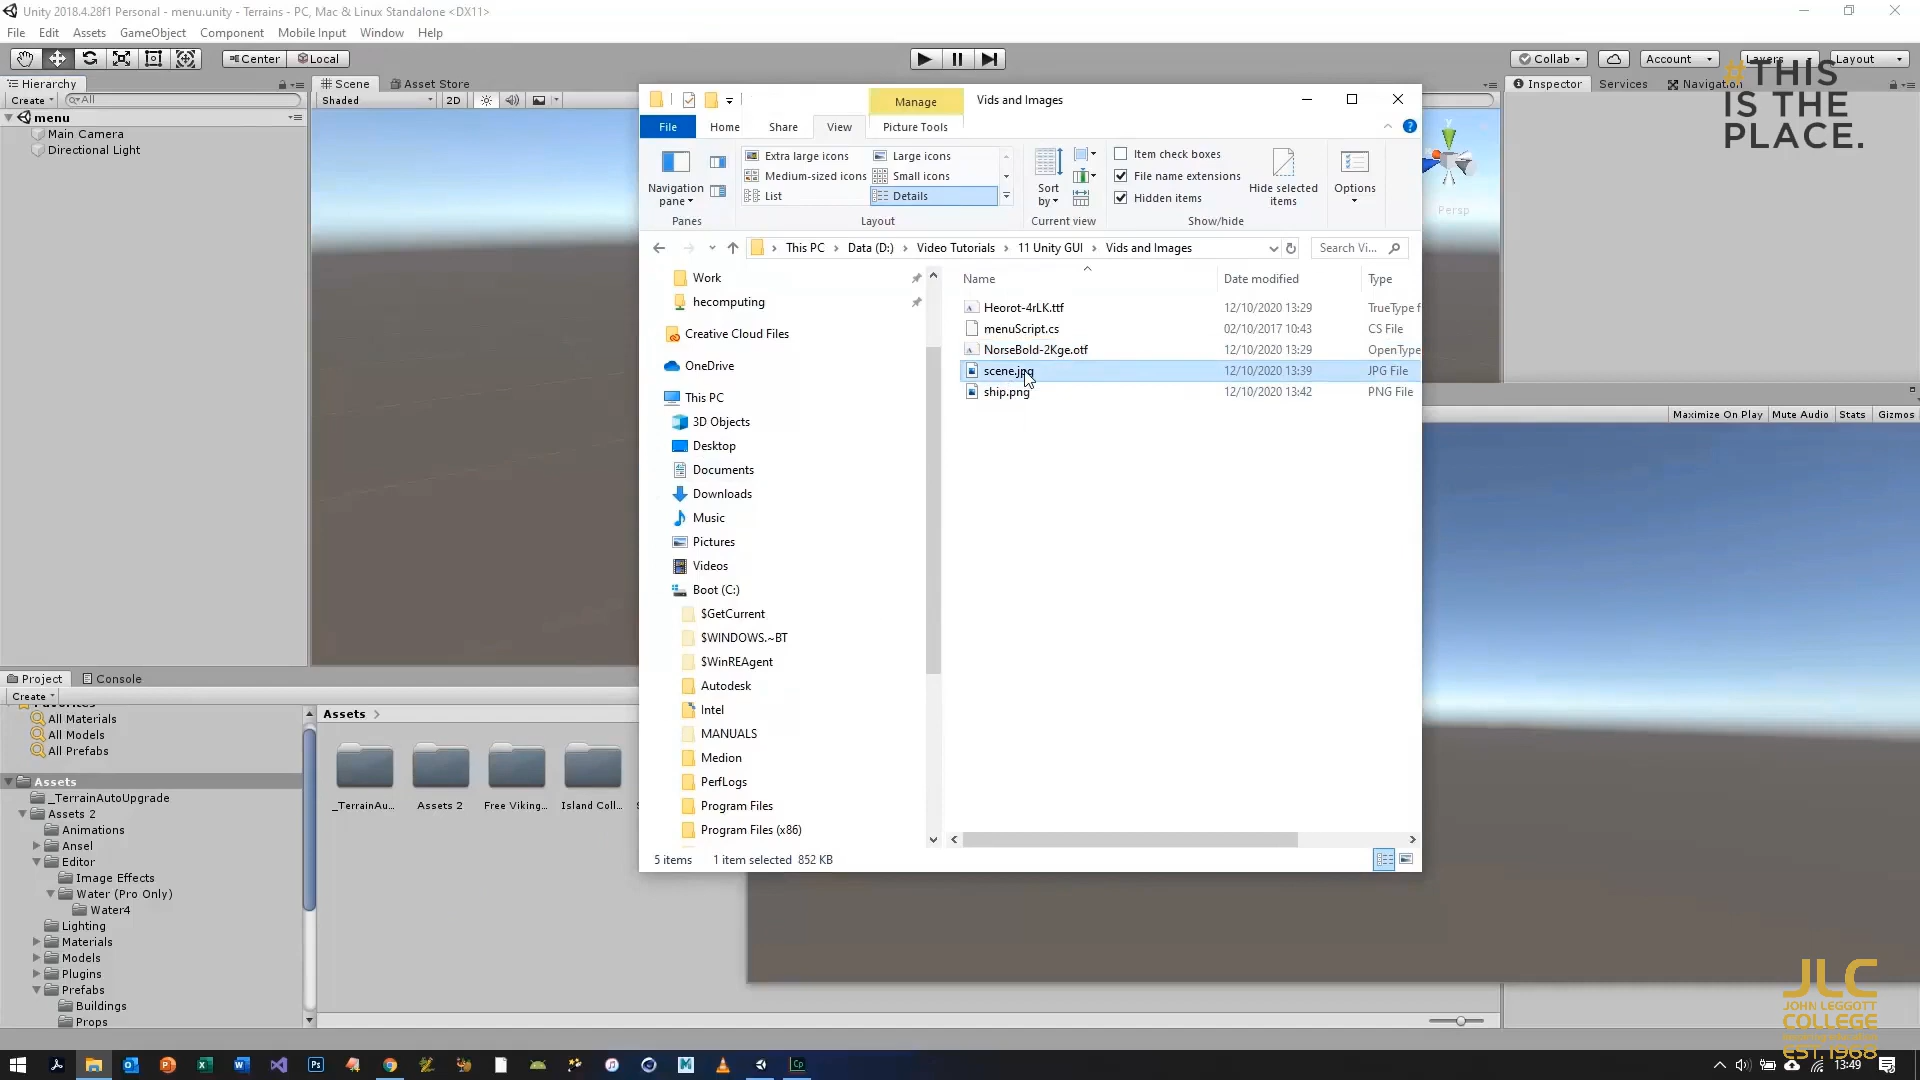 Unity 2018.4.28f1 Personal - menu.unity - Terrains - PC, Mac & Linux Standalone <DX11>
File Edit Assets GameObject Component Mobile Input Window Help
Center Local Collab Account Layers Layout
Hierarchy
Create All
menu
Main Camera
Directional Light
Scene Asset Store
Shaded 2D
Inspector Services Navigation
#THIS
IS THE
PLACE.
Persp
Maximize On Play Mute Audio Stats Gizmos
Manage Vids and Images
File Home Share View Picture Tools
Navigation
pane
Panes
Extra large icons Large icons
Medium-sized icons Small icons
List Details
Layout
Sort
by
Current view
Item check boxes
File name extensions
Hidden items
Hide selected
items
Show/hide
Options
This PC Data (D:) Video Tutorials 11 Unity GUI Vids and Images Search Vi...
Work
hecomputing
Creative Cloud Files
OneDrive
This PC
3D Objects
Desktop
Documents
Downloads
Music
Pictures
Videos
Boot (C:)
$GetCurrent
$WINDOWS.~BT
$WinREAgent
Autodesk
Intel
MANUALS
Medion
PerfLogs
Program Files
Program Files (x86)
Name Date modified Type
Heorot-4rLK.ttf 12/10/2020 13:29 TrueType f
menuScript.cs 02/10/2017 10:43 CS File
NorseBold-2Kge.otf 12/10/2020 13:29 OpenType
scene.jpg 12/10/2020 13:39 JPG File
ship.png 12/10/2020 13:42 PNG File
5 items 1 item selected 852 KB
Project Console
Create
Favorites
All Materials
All Models
All Prefabs
Assets
_TerrainAutoUpgrade
Assets 2
Animations
Ansel
Editor
Image Effects
Water (Pro Only)
Water4
Lighting
Materials
Models
Plugins
Prefabs
Buildings
Props
Assets
_TerrainAu... Assets 2 Free Viking... Island Coll...
JLC
JOHN LEGGOTT
COLLEGE
EST. 1968
13:49